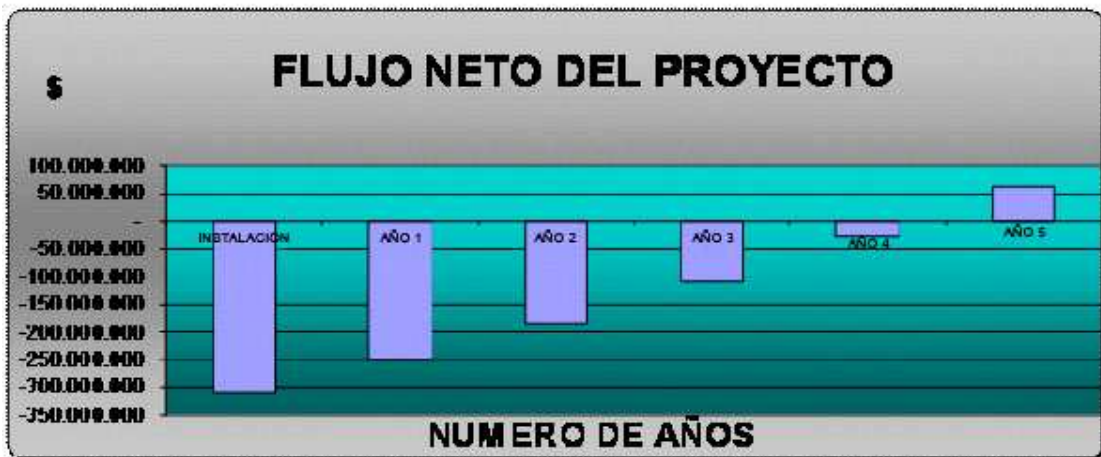 FLUJO NETO DEL PROYECTO
$
100.000.000
50.000.000
-
-50.000.000
-100.000.000
-150.000.000
-200.000.000
-250.000.000
-300.000.000
-350.000.000
INSTALACIÓN
AÑO 1
AÑO 2
AÑO 3
AÑO 4
AÑO 5
NUMERO DE AÑOS